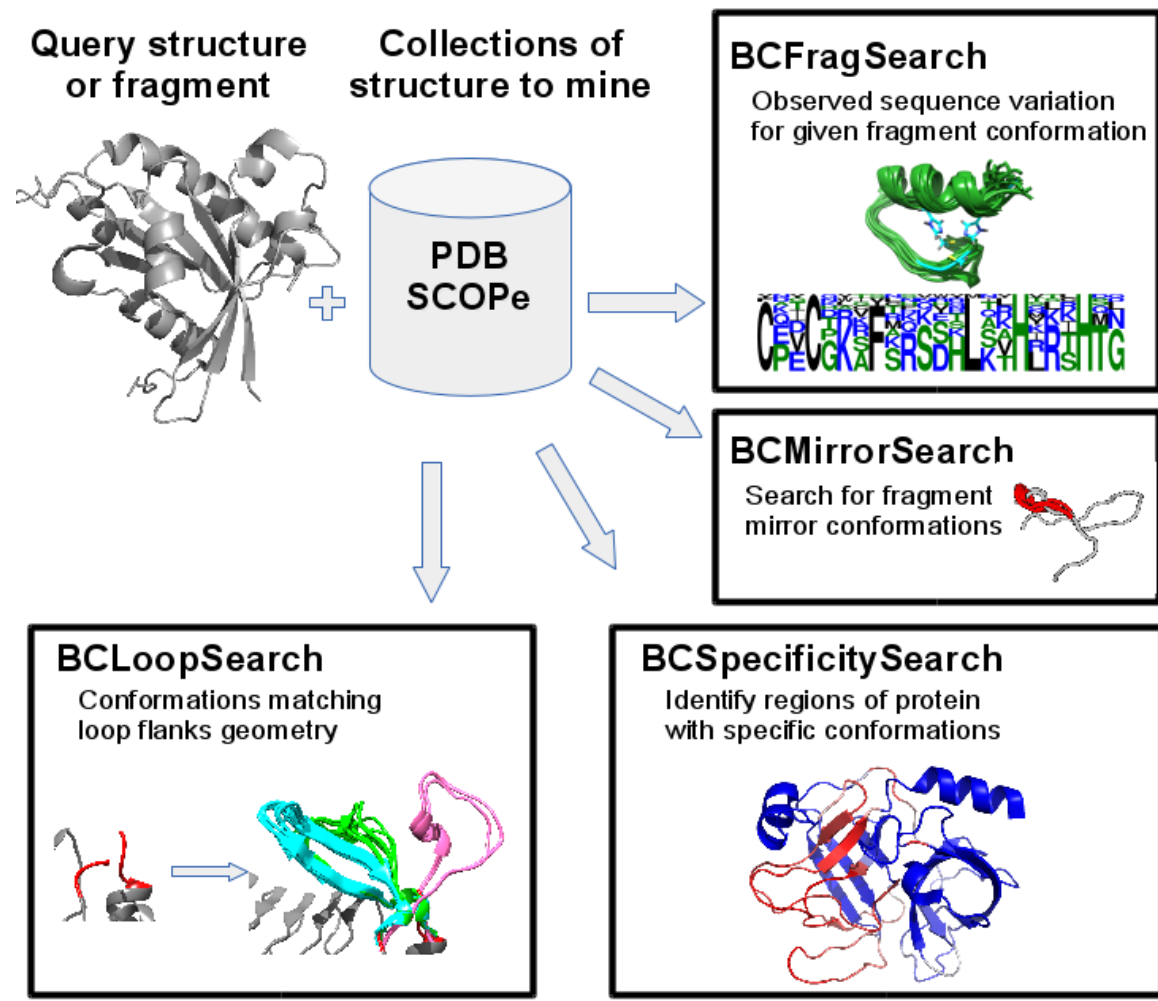 Query structure
or fragment
Collections of
structure to mine
PDB
SCOPe
BCFragSearch
Observed sequence variation
for given fragment conformation
BCMirrorSearch
Search for fragment
mirror conformations
BCLoopSearch
Conformations matching
loop flanks geometry
BCSpecificitySearch
Identify regions of protein
with specific conformations